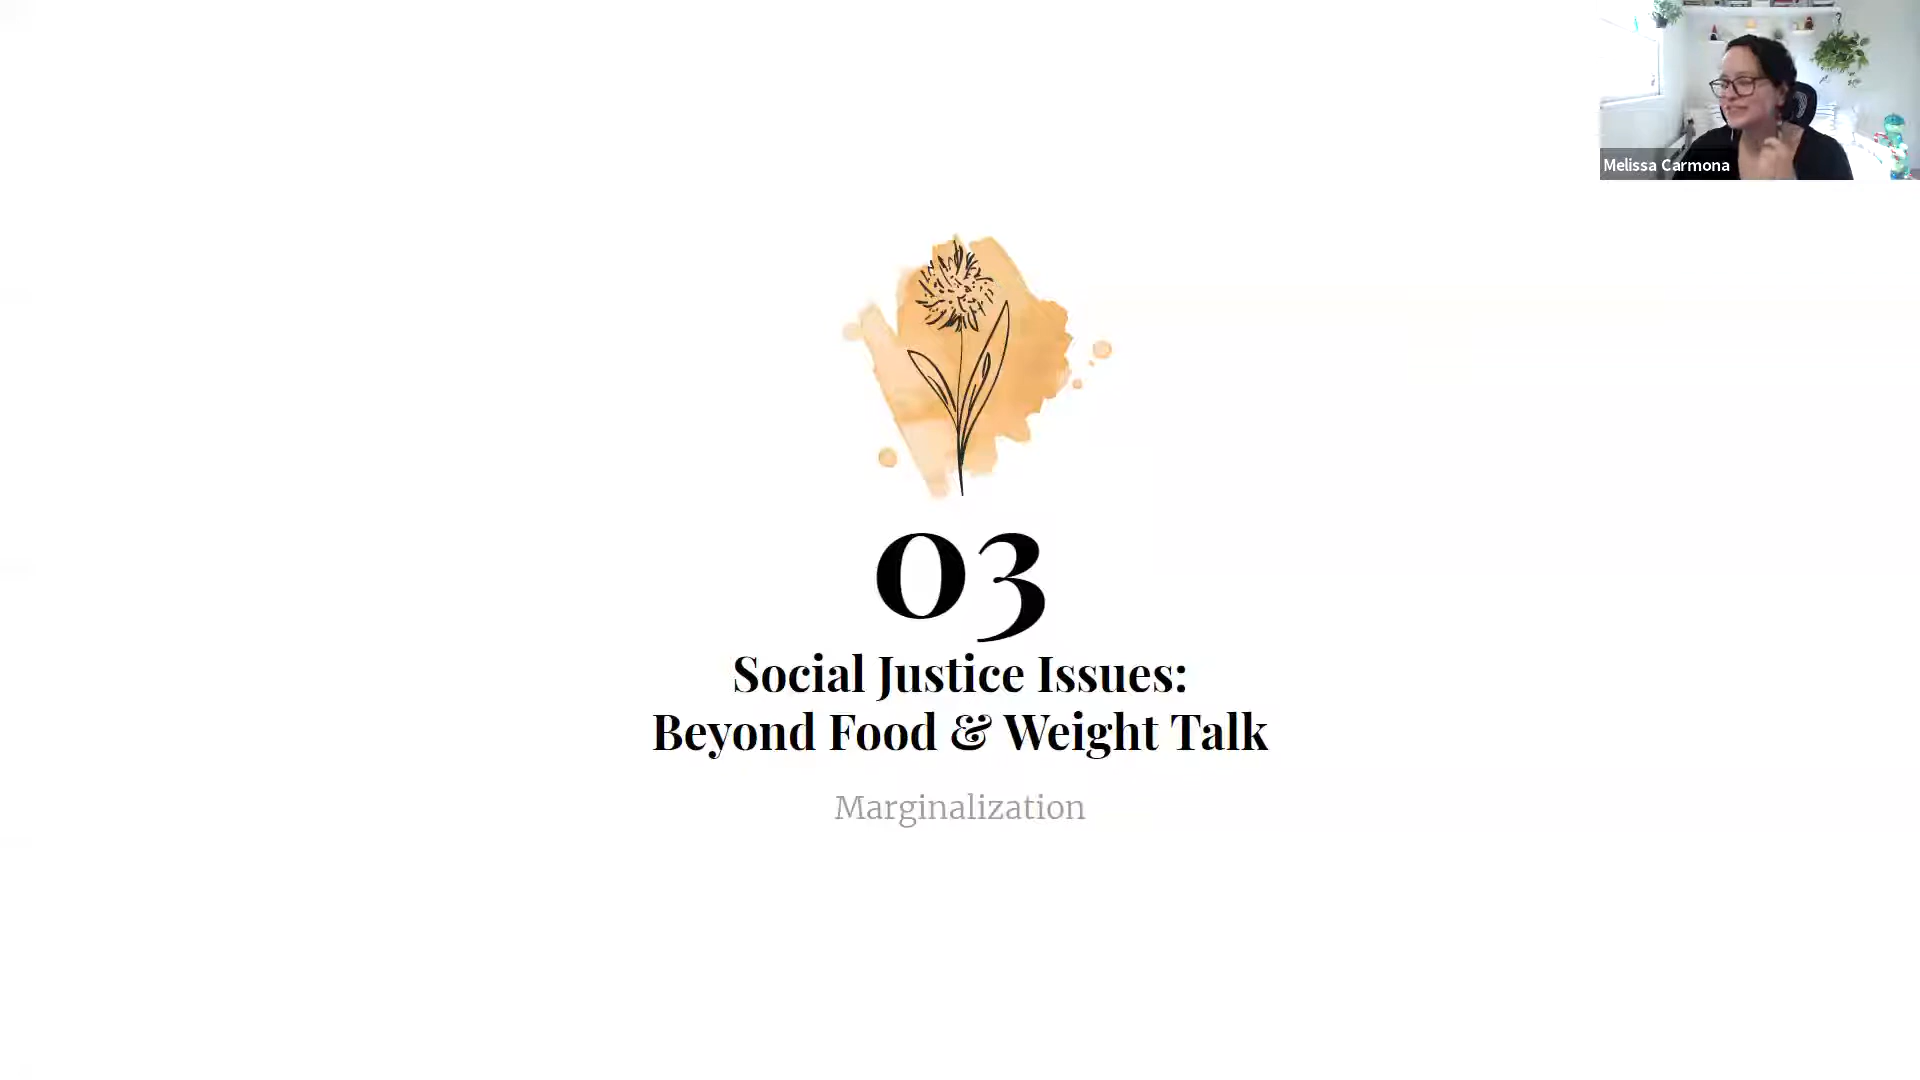 Melissa Carmona
03
Social Justice Issues:
Beyond Food & Weight Talk
Marginalization